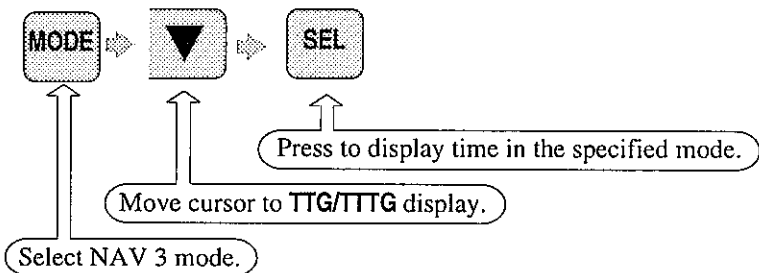 MODE SEL
Press to display time in the specified mode.
Move cursor to TTG/TTTG display.
Select NAV 3 mode.